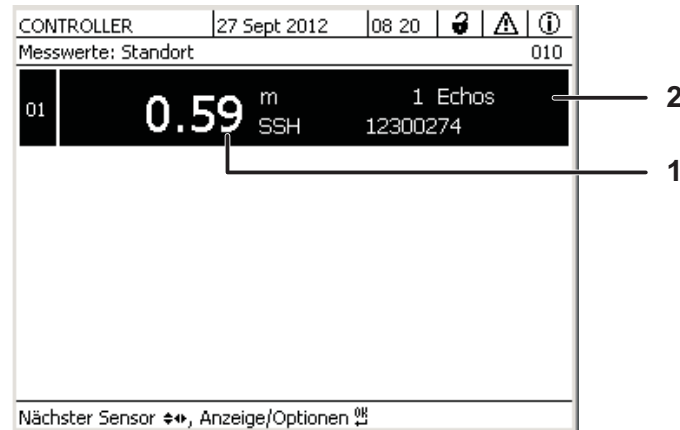 CONTROLLER 27 Sept 2012 08 20
Messwerte: Standort 010
01 0.59 m 1 Echos
SSH 12300274
2
1
Nächster Sensor, Anzeige/Optionen OK